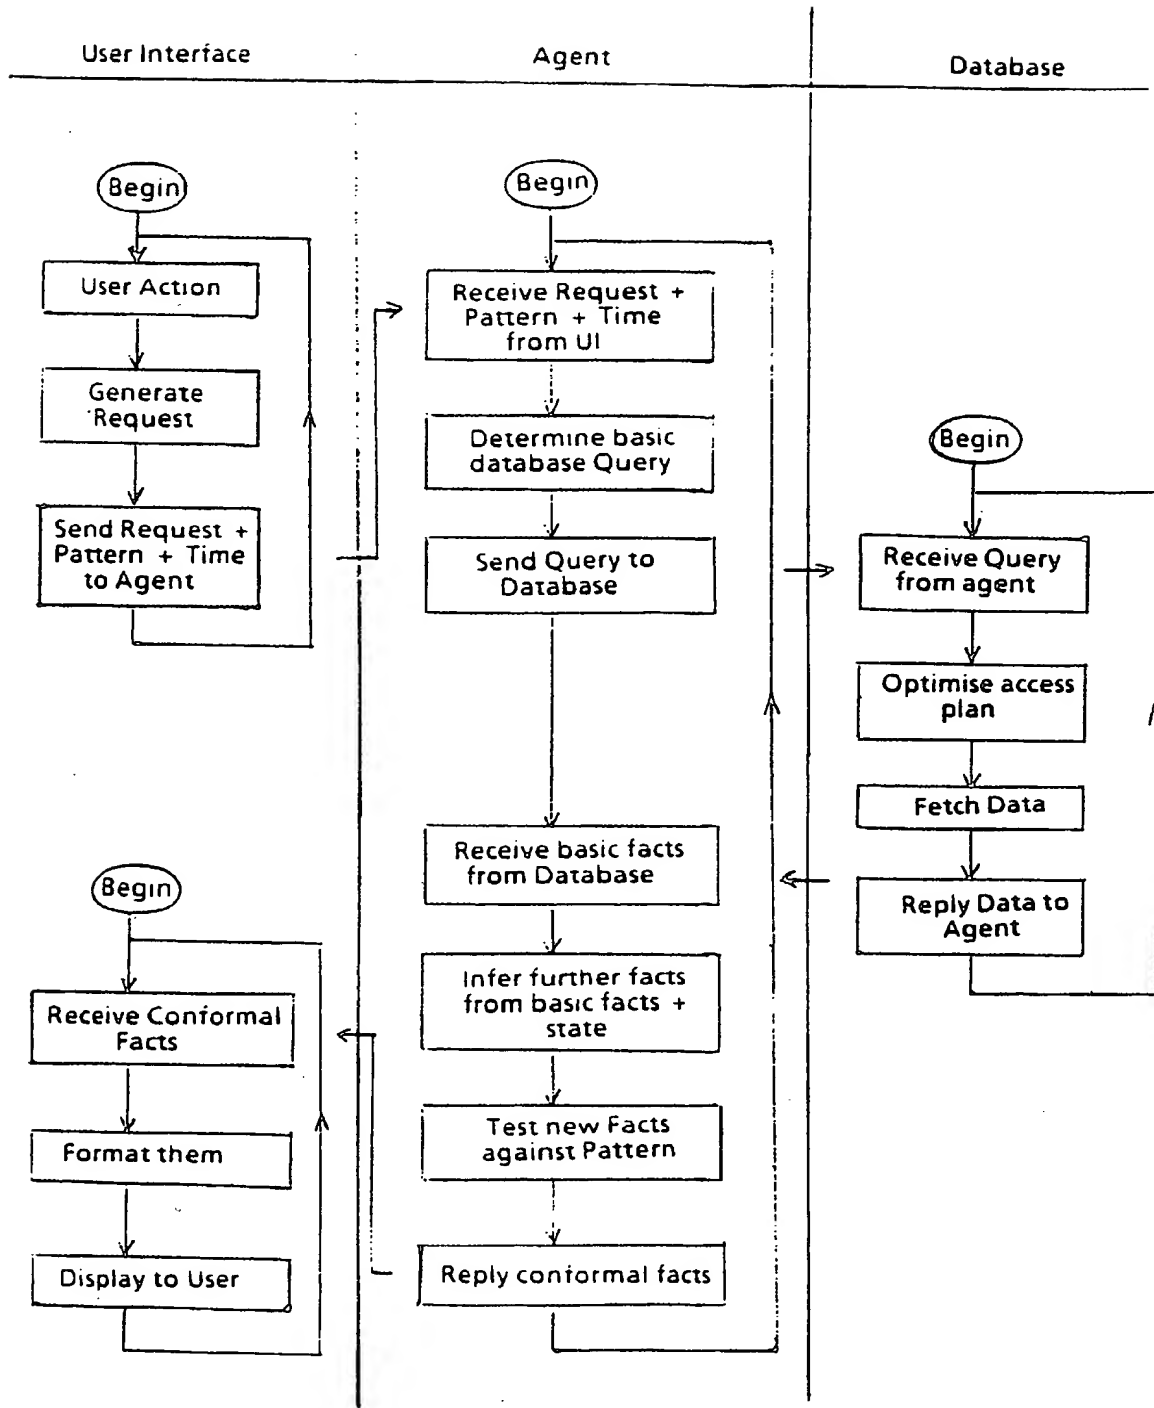 User Interface
Agent
Database
Begin
User Action
Generate
Request
Send Request +
Pattern + Time
to Agent
Begin
Receive Conformal
Facts
Format them
Display to User
Begin
Receive Request +
Pattern + Time
from UI
Determine basic
database Query
Send Query to
Database
Receive basic facts
from Database
Infer further facts
from basic facts +
state
Test new Facts
against Pattern
Reply conformal facts
Begin
Receive Query
from agent
Optimise access
plan
Fetch Data
Reply Data to
Agent